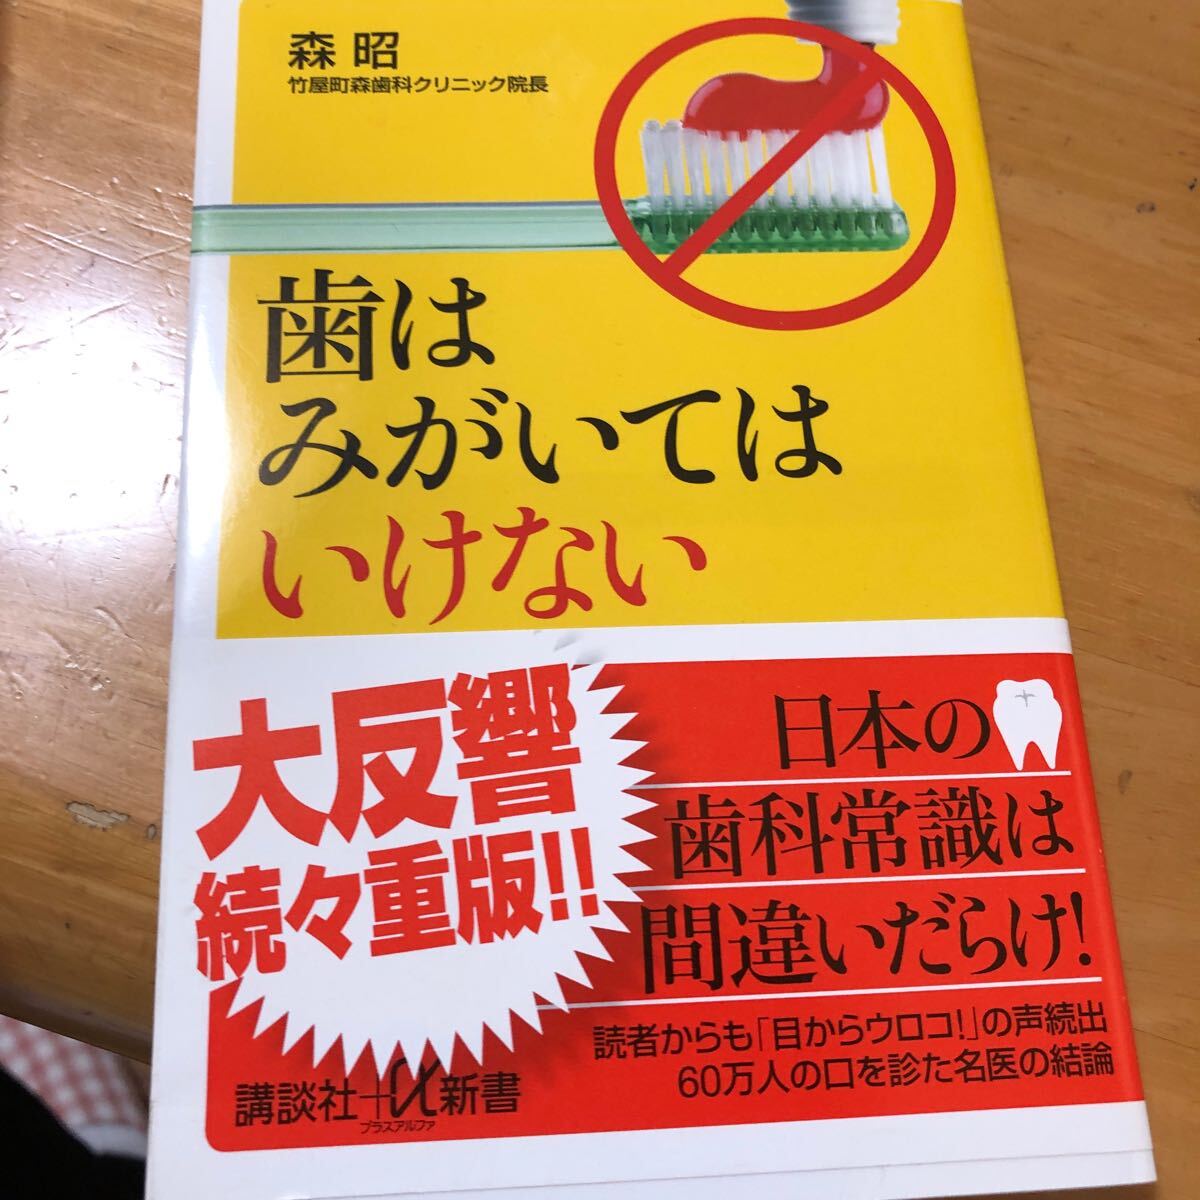 森 昭
竹屋町森歯科クリニック院長
歯は
みがいては
いけない
大反響
続々重版!!
日本の
歯科常識は
間違いだらけ!
読者からも「目からウロコ!」の声続出
60万人の口を診た名医の結論
講談社+α新書
プラスアルファ